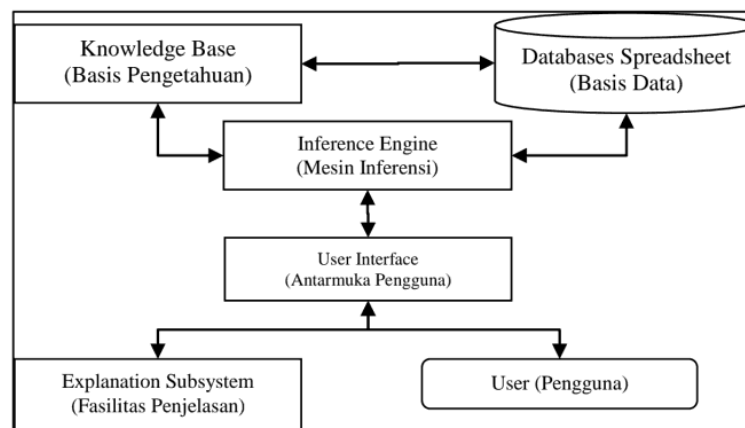 Knowledge Base
(Basis Pengetahuan)
Databases Spreadsheet
(Basis Data)
Inference Engine
(Mesin Inferensi)
User Interface
(Antarmuka Pengguna)
Explanation Subsystem
(Fasilitas Penjelasan)
User (Pengguna)